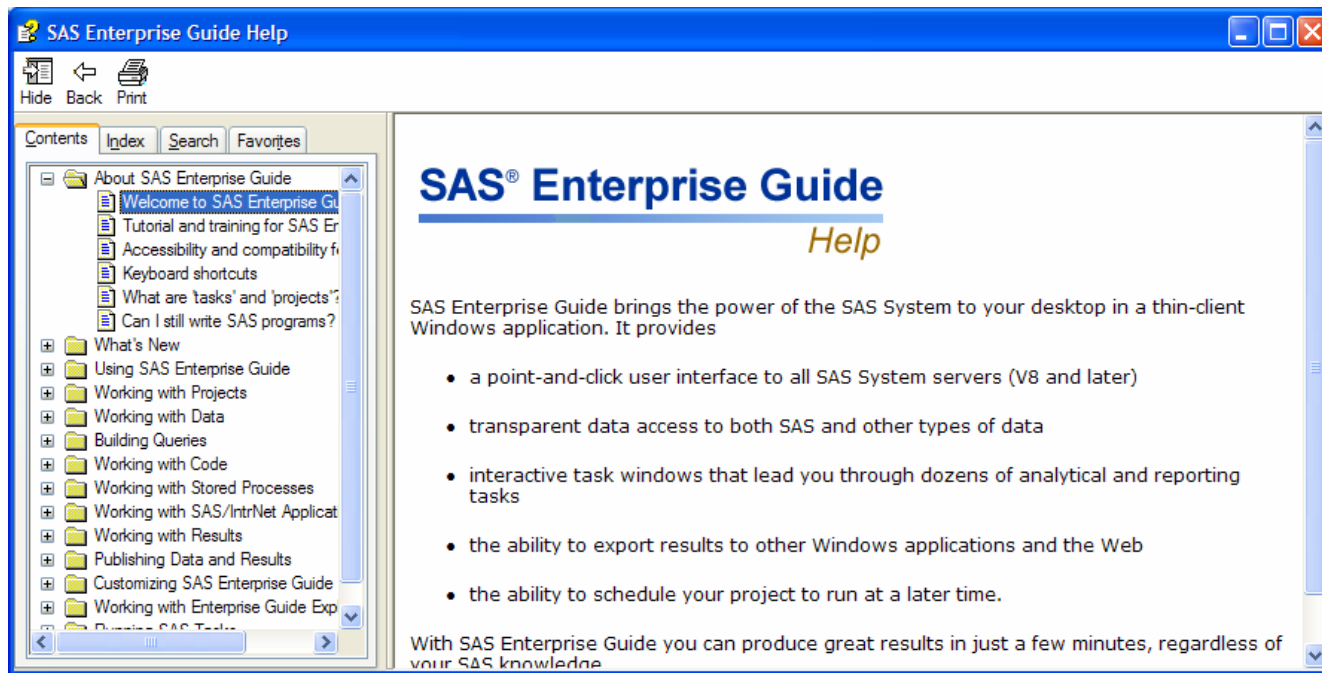 SAS Enterprise Guide Help
Hide Back Print
Contents Index Search Favorites
About SAS Enterprise Guide
Welcome to SAS Enterprise Gu
Tutorial and training for SAS En
Accessibility and compatibility f
Keyboard shortcuts
What are 'tasks' and 'projects'?
Can I still write SAS programs?
What's New
Using SAS Enterprise Guide
Working with Projects
Working with Data
Building Queries
Working with Code
Working with Stored Processes
Working with SAS/IntrNet Applicat
Working with Results
Publishing Data and Results
Customizing SAS Enterprise Guide
Working with Enterprise Guide Exp
Running SAS Tasks
SAS® Enterprise Guide
Help
SAS Enterprise Guide brings the power of the SAS System to your desktop in a thin-client
Windows application. It provides
• a point-and-click user interface to all SAS System servers (V8 and later)
• transparent data access to both SAS and other types of data
• interactive task windows that lead you through dozens of analytical and reporting
tasks
• the ability to export results to other Windows applications and the Web
• the ability to schedule your project to run at a later time.
With SAS Enterprise Guide you can produce great results in just a few minutes, regardless of
your SAS knowledge